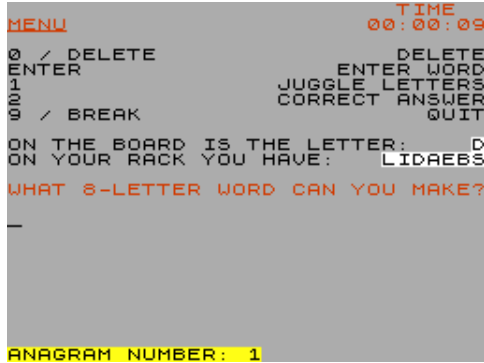 TIME
MENU 00:00:09
0 / DELETE DELETE
ENTER ENTER WORD
1 JUGGLE LETTERS
2 CORRECT ANSWER
9 / BREAK QUIT
ON THE BOARD IS THE LETTER: D
ON YOUR RACK YOU HAVE: LIDAEBS
WHAT 8-LETTER WORD CAN YOU MAKE?
ANAGRAM NUMBER: 1